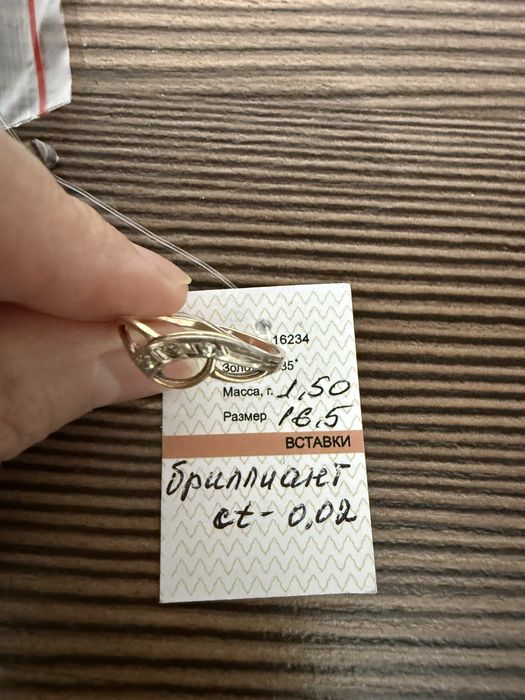 16234
Масса, г. 1,50
Размер 16,5
ВСТАВКИ
бриллиант
ct - 0,02